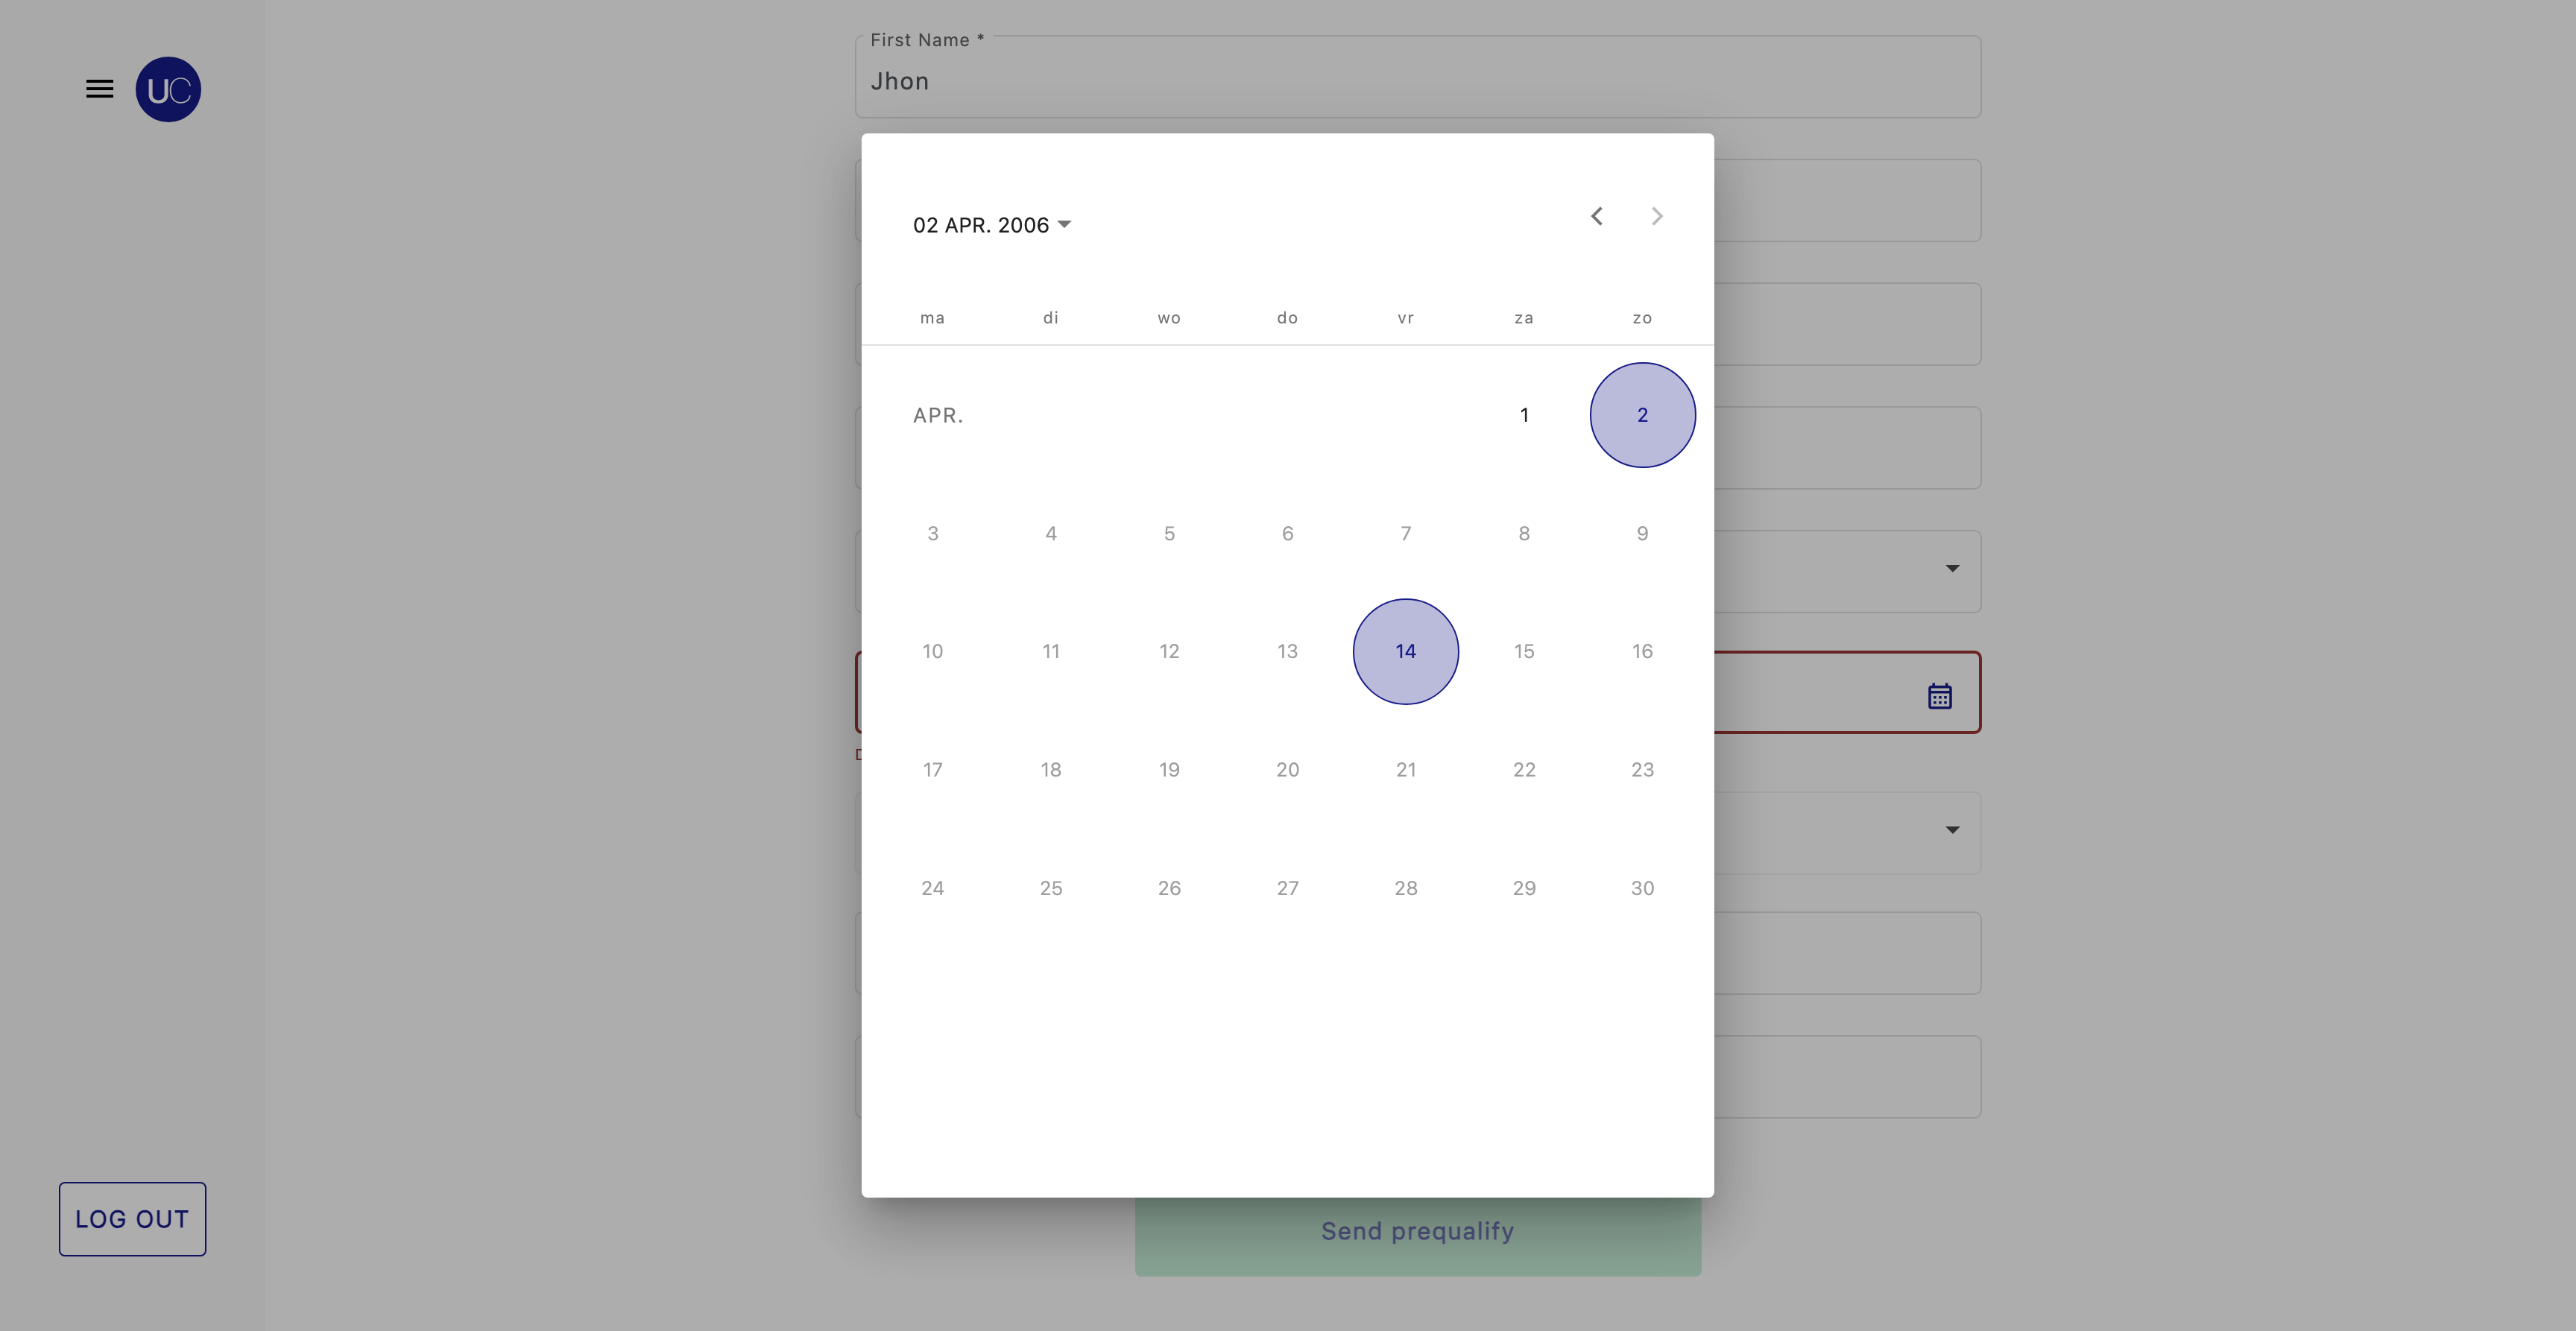 First Name *
Jhon
UC
02 APR. 2006
ma di wo do vr za zo
APR. 1 2
3 4 5 6 7 8 9
10 11 12 13 14 15 16
17 18 19 20 21 22 23
24 25 26 27 28 29 30
LOG OUT
Send prequalify